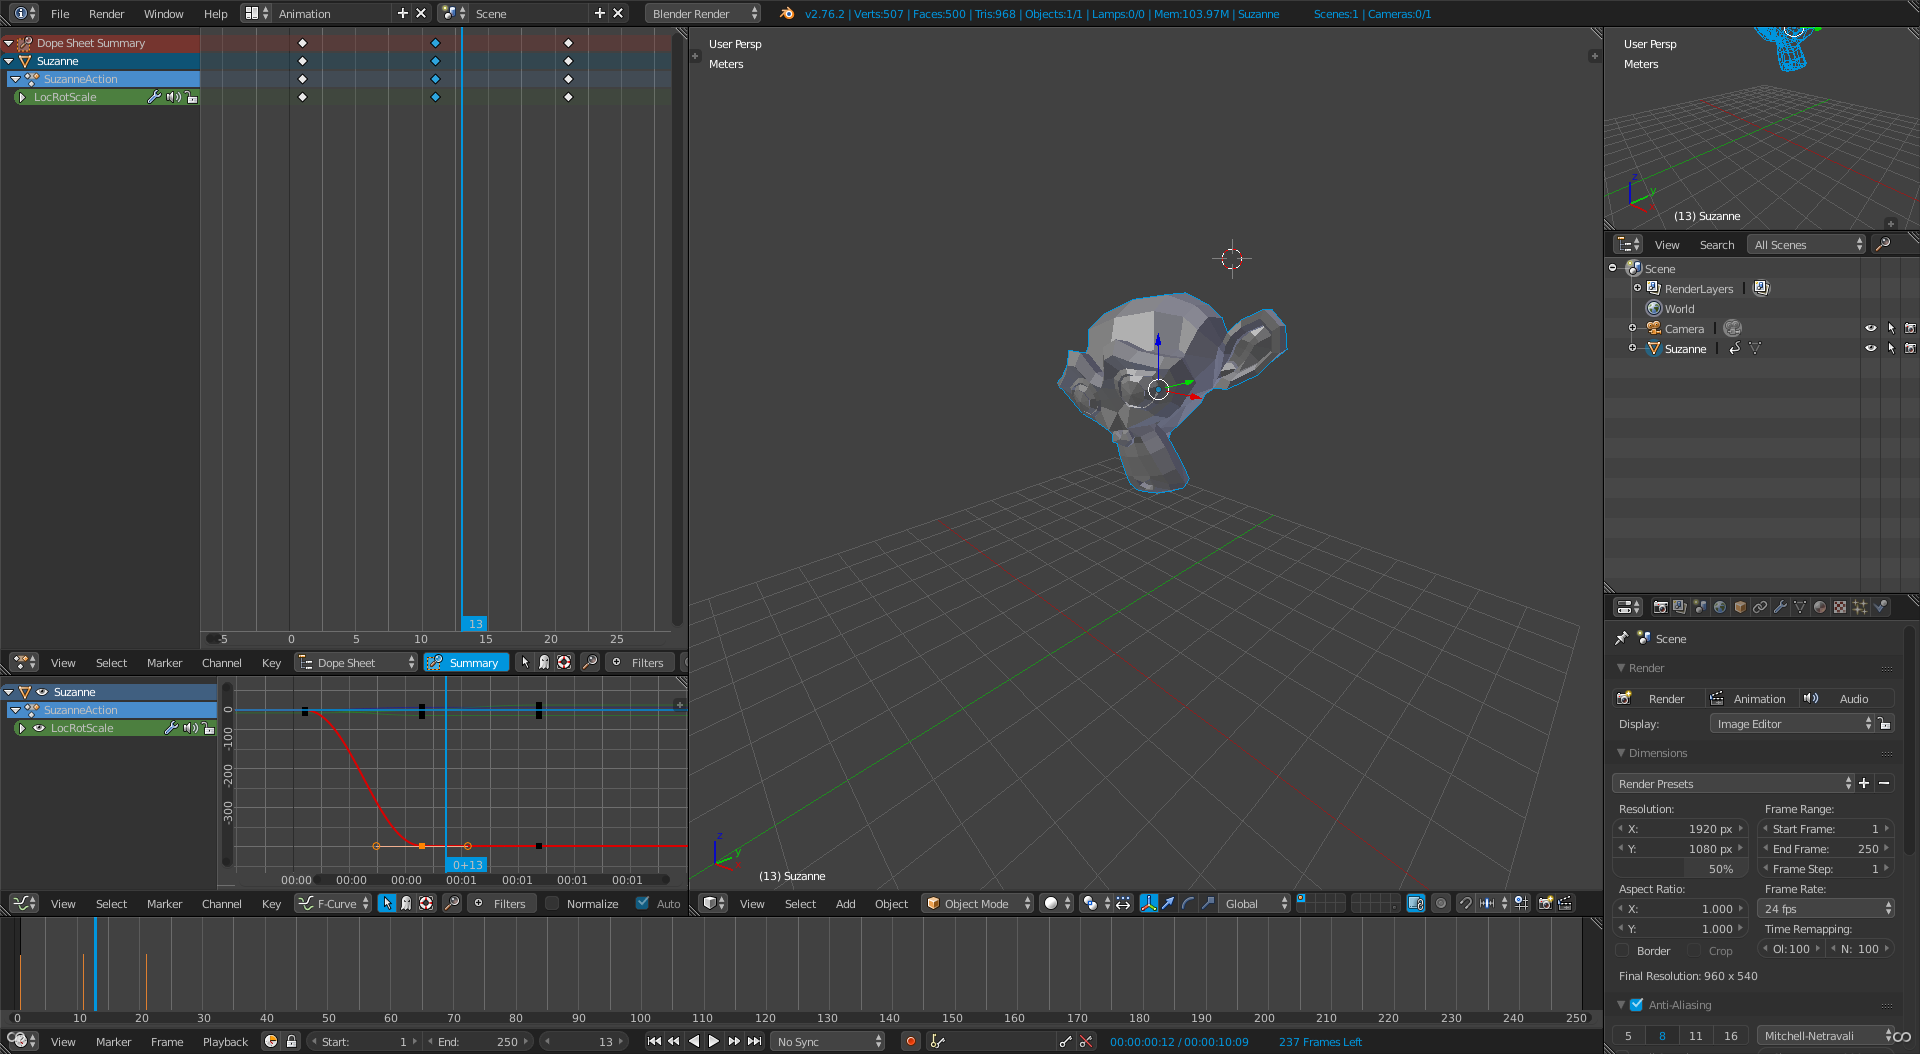 File Render Window Help Animation Scene Blender Render v2.76.2 | Verts:507 | Faces:500 | Tris:968 | Objects:1/1 | Lamps:0/0 | Mem:103.97M | Suzanne Scenes:1 | Cameras:0/1
Dope Sheet Summary
Suzanne
SuzanneAction
LocRotScale
13
-5 0 5 10 15 20 25
View Select Marker Channel Key Dope Sheet Summary Filters
Suzanne
SuzanneAction
LocRotScale
0
-100
-200
-300
0+13
00:00 00:00 00:00 00:01 00:01 00:01 00:01
View Select Marker Channel Key F-Curve Filters Normalize Auto
User Persp
Meters
z
y
(13) Suzanne
View Select Add Object Object Mode Global
User Persp
Meters
z
y
(13) Suzanne
View Search All Scenes
Scene
RenderLayers
World
Camera
Suzanne
Scene
Render
Render Animation Audio
Display: Image Editor
Dimensions
Render Presets
Resolution: Frame Range:
X: 1920 px Start Frame: 1
Y: 1080 px End Frame: 250
50% Frame Step: 1
Aspect Ratio: Frame Rate:
X: 1.000 24 fps
Y: 1.000 Time Remapping:
Border Crop Ol:100 N: 100
Final Resolution: 960 x 540
Anti-Aliasing
5 8 11 16 Mitchell-Netravali
0 10 20 30 40 50 60 70 80 90 100 110 120 130 140 150 160 170 180 190 200 210 220 230 240 250
View Marker Frame Playback Start: 1 End: 250 13 No Sync 00:00:00:12 / 00:00:10:09 237 Frames Left